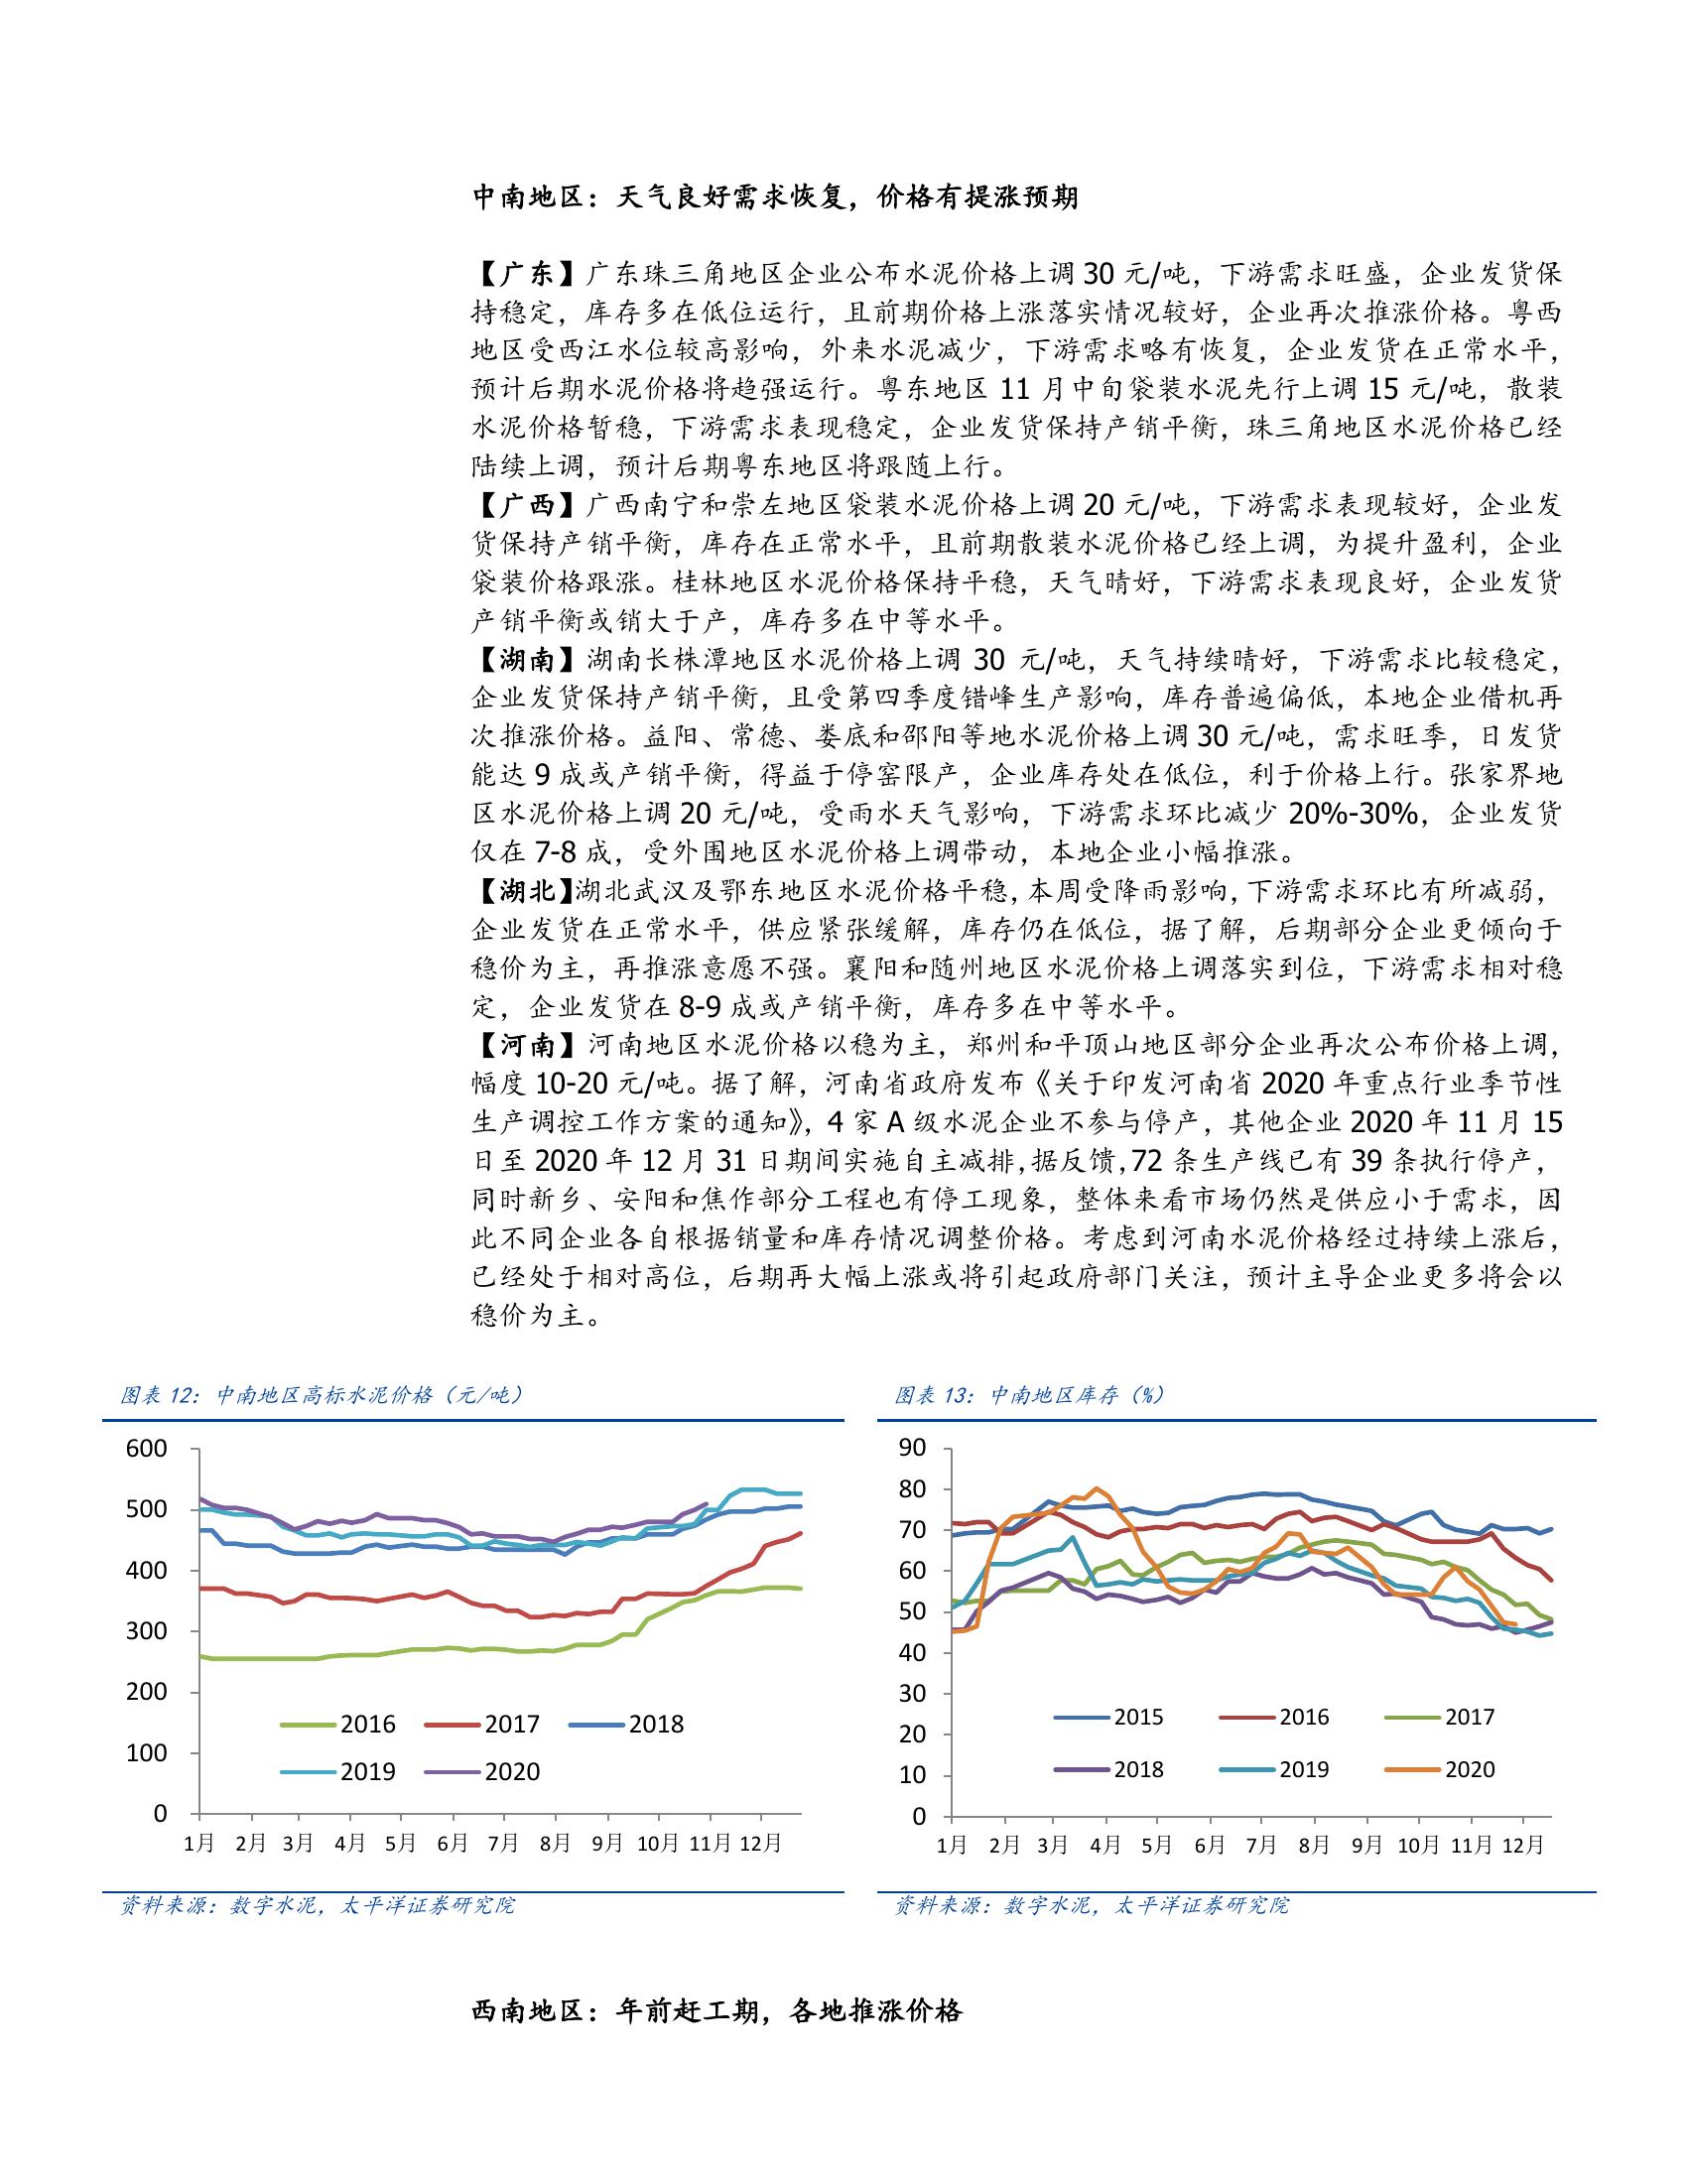 中南地区：天气良好需求恢复，价格有提涨预期
【广东】广东珠三角地区企业公布水泥价格上调 30 元/吨，下游需求旺盛，企业发货保
持稳定，库存多在低位运行，且前期价格上涨落实情况较好，企业再次推涨价格。粤西
地区受西江水位较高影响，外来水泥减少，下游需求略有恢复，企业发货在正常水平，
预计后期水泥价格将趋强运行。粤东地区 11 月中旬袋装水泥先行上调 15 元/吨，散装
水泥价格暂稳，下游需求表现稳定，企业发货保持产销平衡，珠三角地区水泥价格已经
陆续上调，预计后期粤东地区将跟随上行。
【广西】广西南宁和崇左地区袋装水泥价格上调 20 元/吨，下游需求表现较好，企业发
货保持产销平衡，库存在正常水平，且前期散装水泥价格已经上调，为提升盈利，企业
袋装价格跟涨。桂林地区水泥价格保持平稳，天气晴好，下游需求表现良好，企业发货
产销平衡或销大于产，库存多在中等水平。
【湖南】湖南长株潭地区水泥价格上调 30 元/吨，天气持续晴好，下游需求比较稳定，
企业发货保持产销平衡，且受第四季度错峰生产影响，库存普遍偏低，本地企业借机再
次推涨价格。益阳、常德、娄底和邵阳等地水泥价格上调 30 元/吨，需求旺季，日发货
能达 9 成或产销平衡，得益于停窑限产，企业库存处在低位，利于价格上行。张家界地
区水泥价格上调 20 元/吨，受雨水天气影响，下游需求环比减少 20%-30%，企业发货
仅在 7-8 成，受外围地区水泥价格上调带动，本地企业小幅推涨。
【湖北】湖北武汉及鄂东地区水泥价格平稳，本周受降雨影响，下游需求环比有所减弱，
企业发货在正常水平，供应紧张缓解，库存仍在低位，据了解，后期部分企业更倾向于
稳价为主，再推涨意愿不强。襄阳和随州地区水泥价格上调落实到位，下游需求相对稳
定，企业发货在 8-9 成或产销平衡，库存多在中等水平。
【河南】河南地区水泥价格以稳为主，郑州和平顶山地区部分企业再次公布价格上调，
幅度 10-20 元/吨。据了解，河南省政府发布《关于印发河南省 2020 年重点行业季节性
生产调控工作方案的通知》，4 家 A 级水泥企业不参与停产，其他企业 2020 年 11 月 15
日至 2020 年 12 月 31 日期间实施自主减排，据反馈，72 条生产线已有 39 条执行停产，
同时新乡、安阳和焦作部分工程也有停工现象，整体来看市场仍然是供应小于需求，因
此不同企业各自根据销量和库存情况调整价格。考虑到河南水泥价格经过持续上涨后，
已经处于相对高位，后期再大幅上涨或将引起政府部门关注，预计主导企业更多将会以
稳价为主。
图表 12：中南地区高标水泥价格（元/吨）
600
500
400
300
200
100
0
2016 2017 2018
2019 2020
1月 2月 3月 4月 5月 6月 7月 8月 9月 10月 11月 12月
资料来源：数字水泥，太平洋证券研究院
图表 13：中南地区库存（%）
90
80
70
60
50
40
30
20
10
0
2015 2016 2017
2018 2019 2020
1月 2月 3月 4月 5月 6月 7月 8月 9月 10月 11月 12月
资料来源：数字水泥，太平洋证券研究院
西南地区：年前赶工期，各地推涨价格